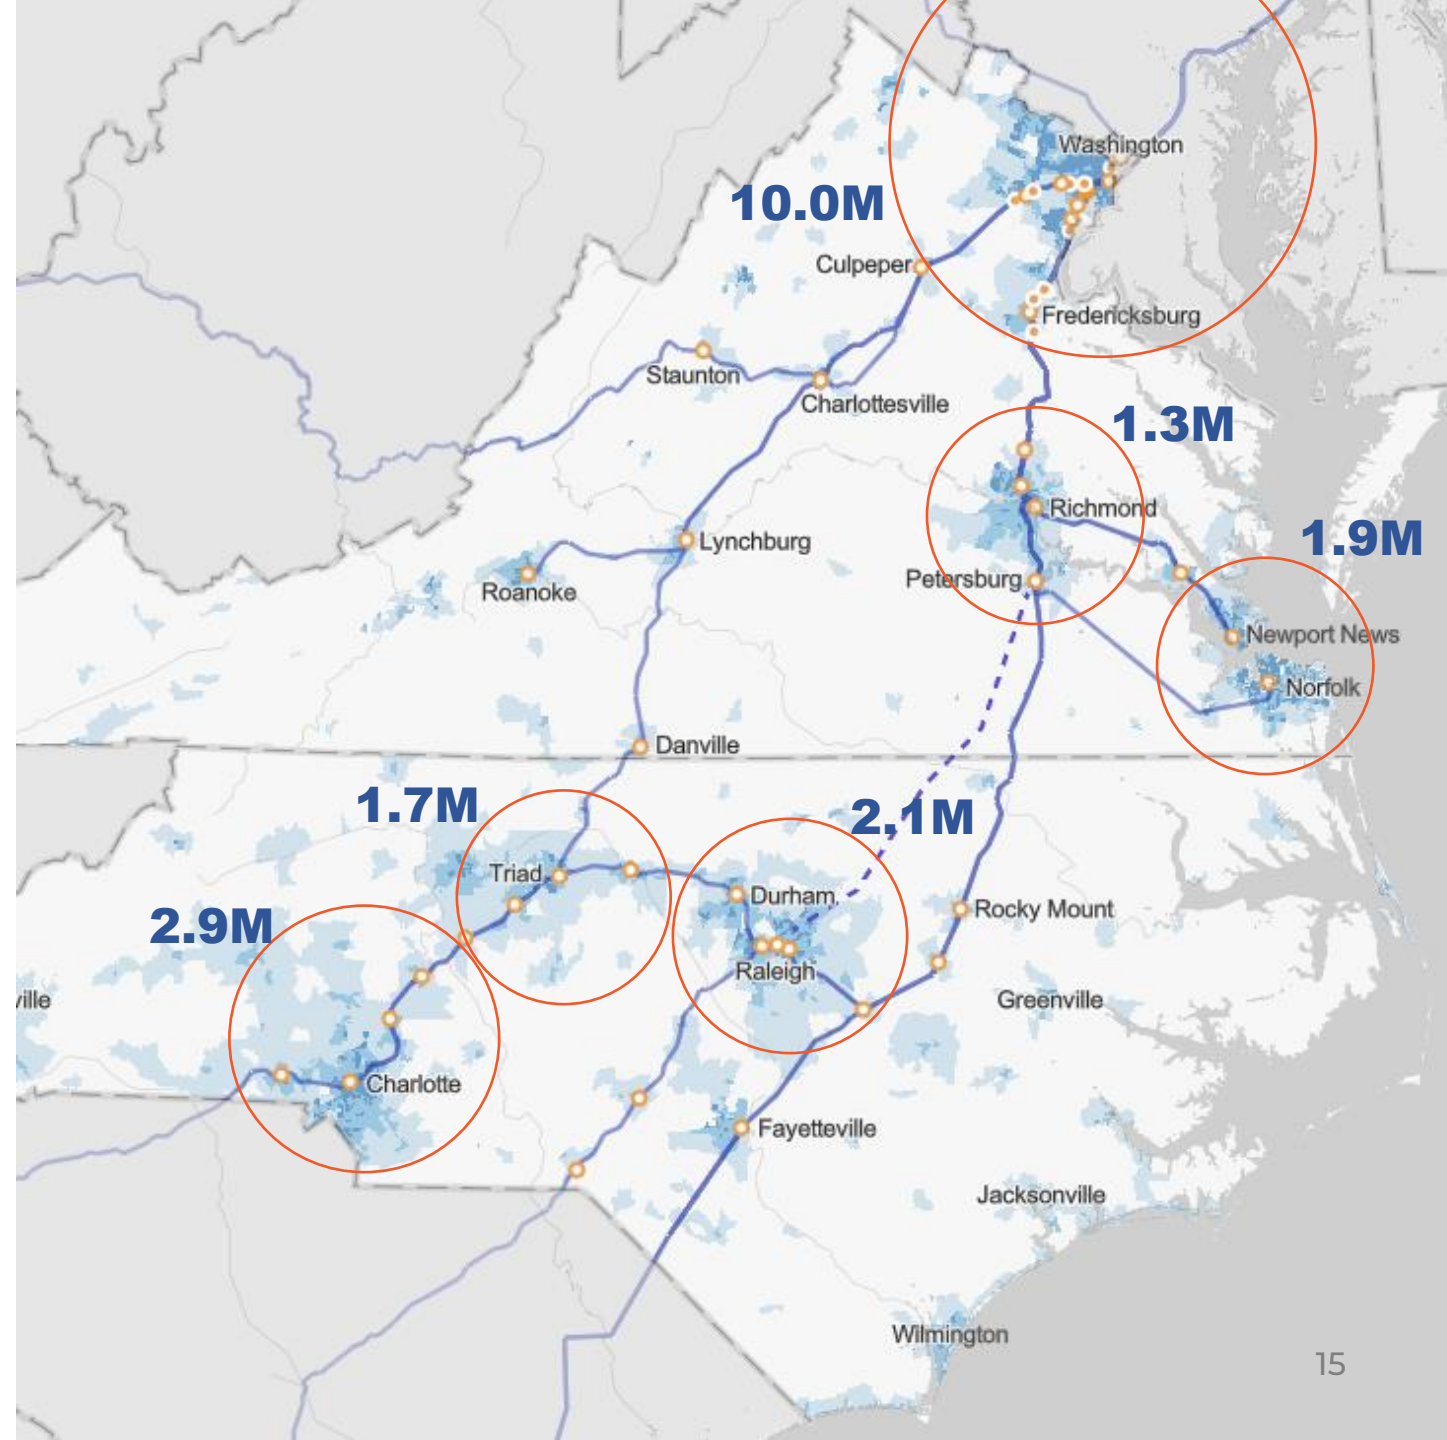 Washington
10.0M
Culpeper
Fredericksburg
Staunton
Charlottesville
1.3M
Richmond
1.9M
Lynchburg
Petersburg
Roanoke
Newport News
Norfolk
Danville
1.7M
2.1M
Triad
Durham
Rocky Mount
2.9M
Raleigh
ville
Greenville
Charlotte
Fayetteville
Jacksonville
Wilmington
15